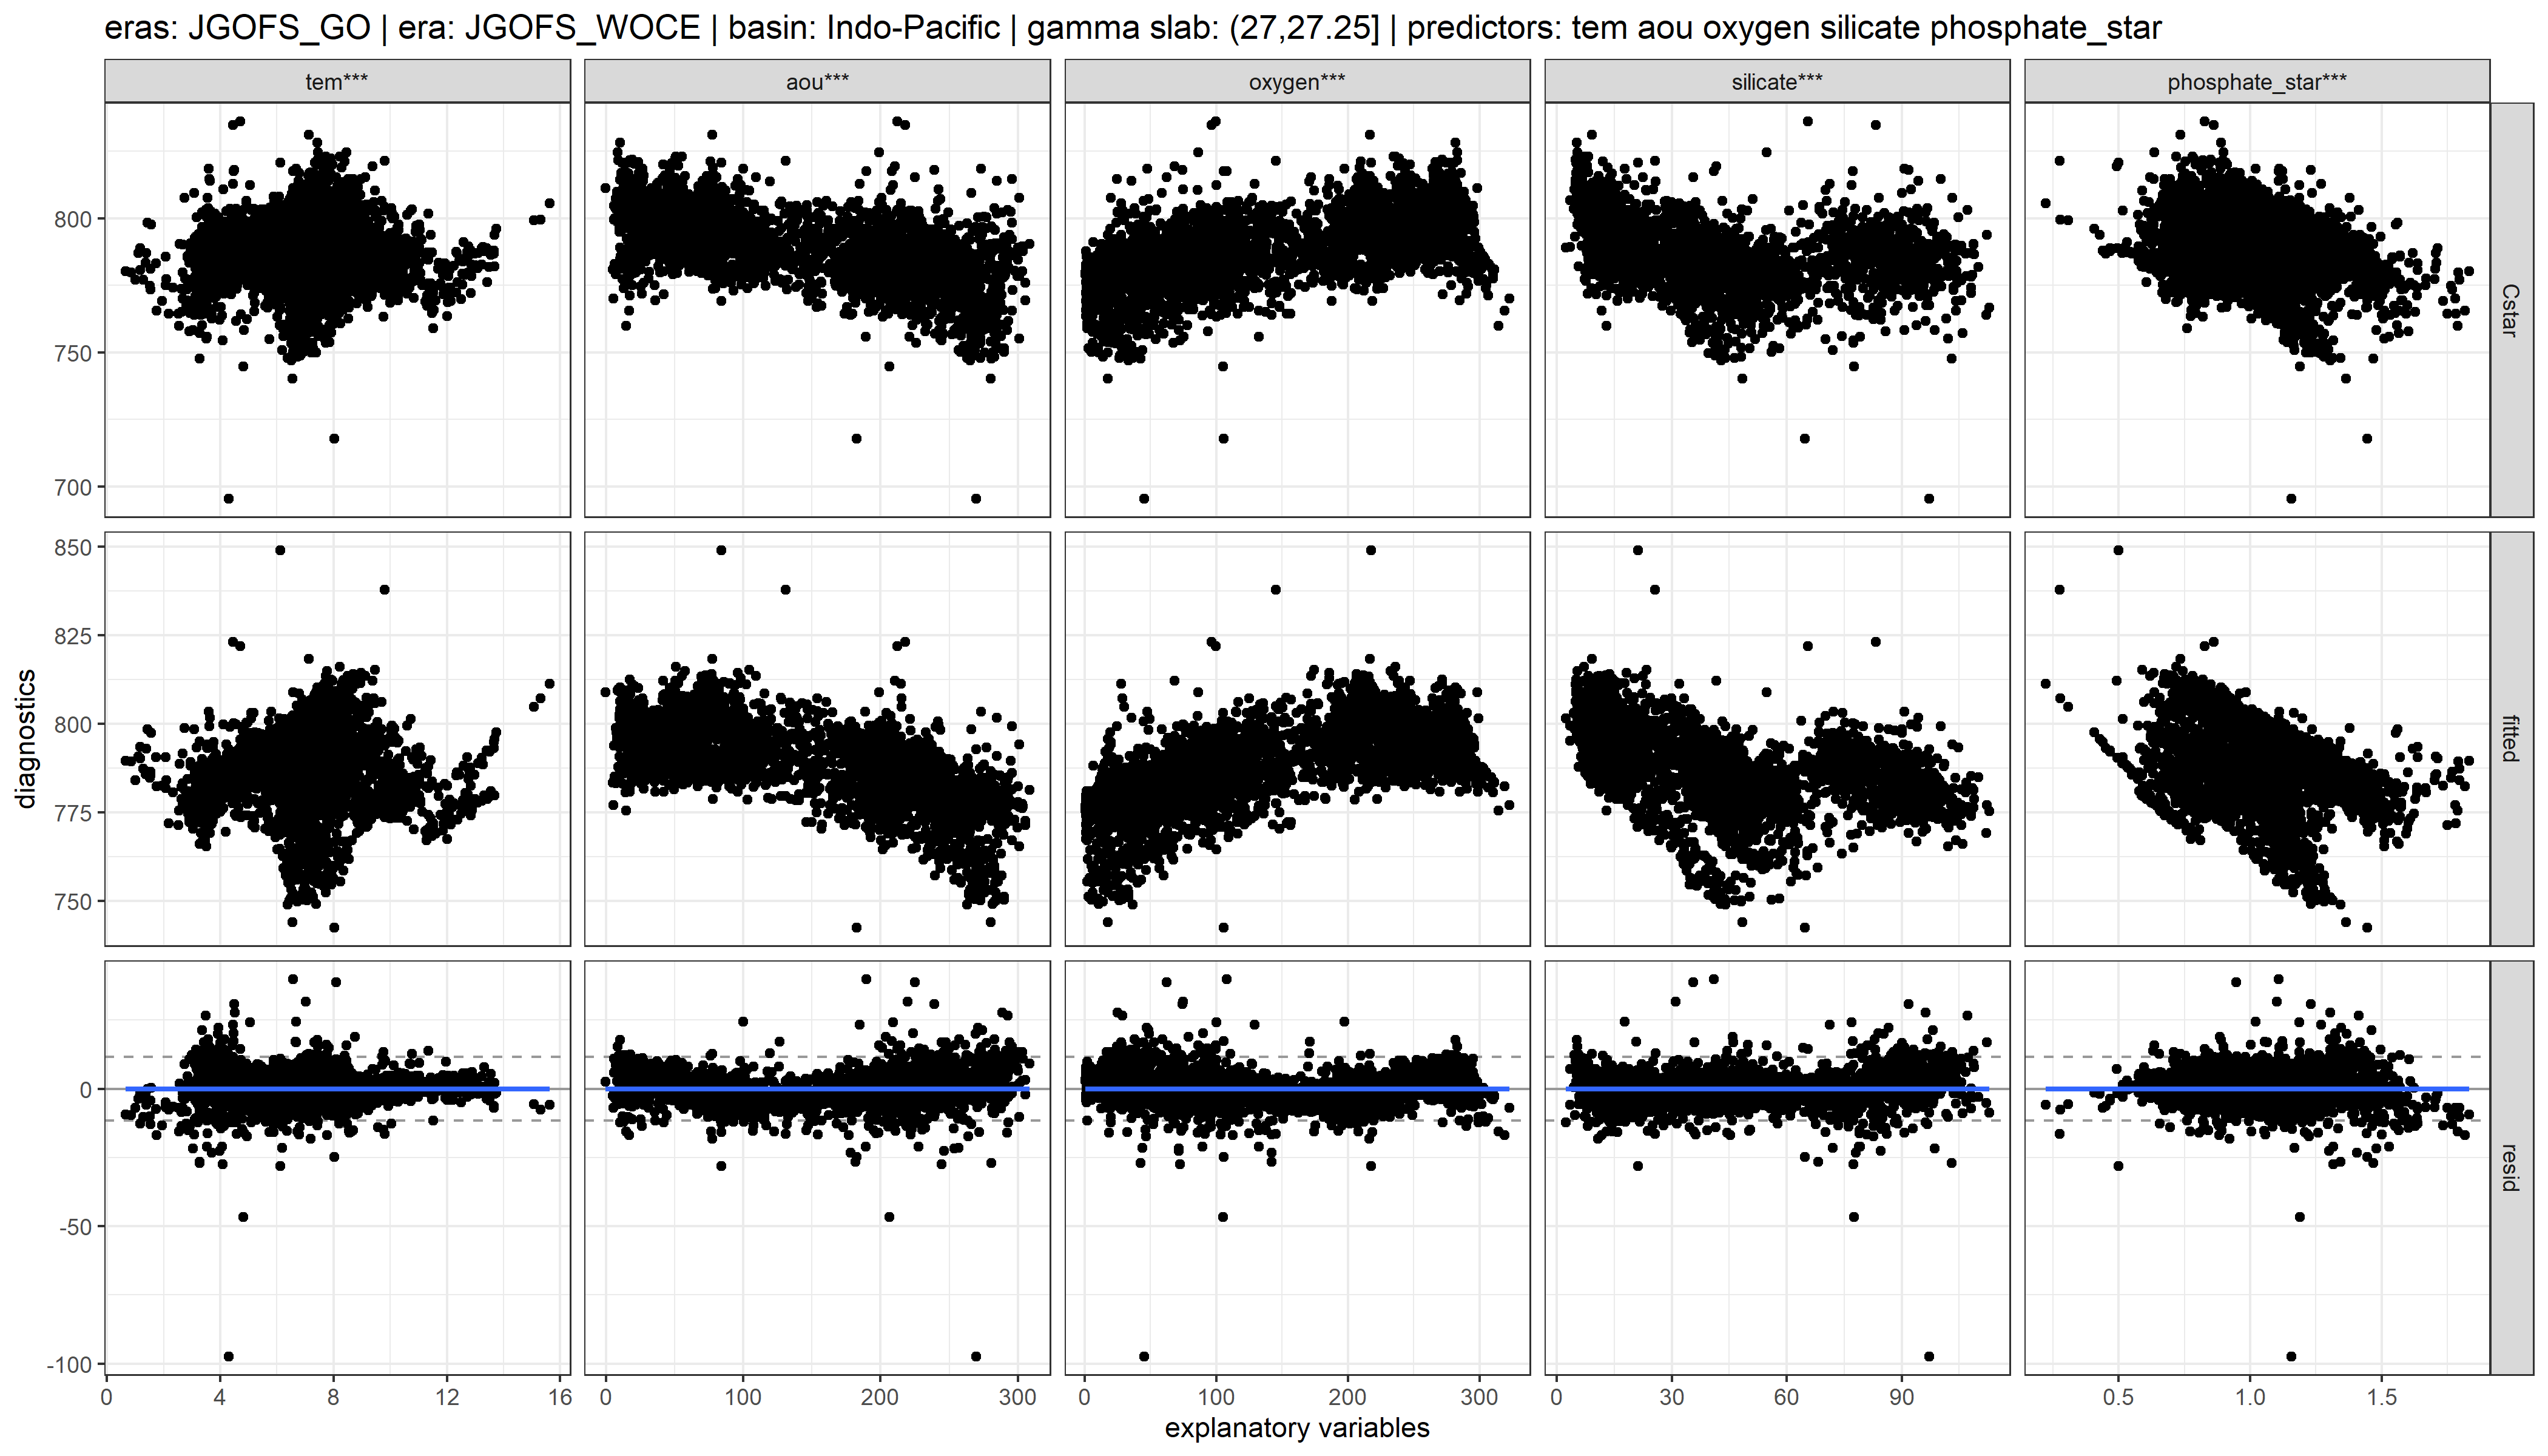 eras: JGOFS_GO | era: JGOFS_WOCE | basin: Indo-Pacific | gamma slab: (27,27.25] | predictors: tem aou oxygen silicate phosphate_star
tem*** aou*** oxygen*** silicate*** phosphate_star***
800
750
700
Cstar
850
825
800
775
750
fitted
diagnostics
0
-50
-100
resid
0 4 8 12 16 0 100 200 300 0 100 200 300 0 30 60 90 0.5 1.0 1.5
explanatory variables